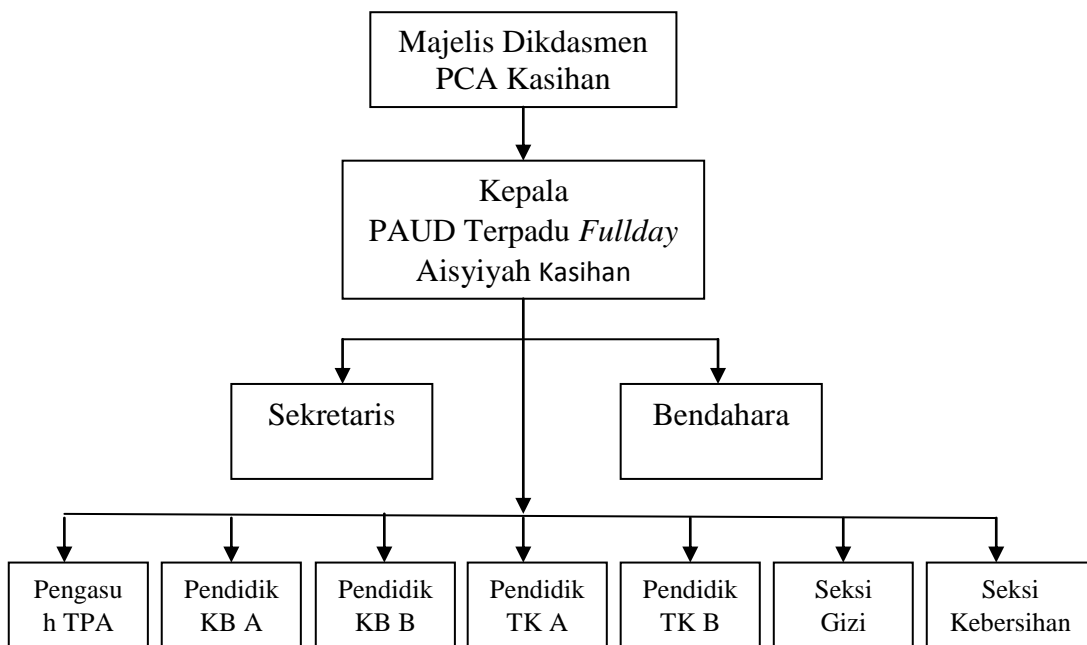 Majelis Dikdasmen
PCA Kasihan
Kepala
PAUD Terpadu Fullday
Aisyiyah Kasihan
Sekretaris
Bendahara
Pengasu
h TPA
Pendidik
KB A
Pendidik
KB B
Pendidik
TK A
Pendidik
TK B
Seksi
Gizi
Seksi
Kebersihan